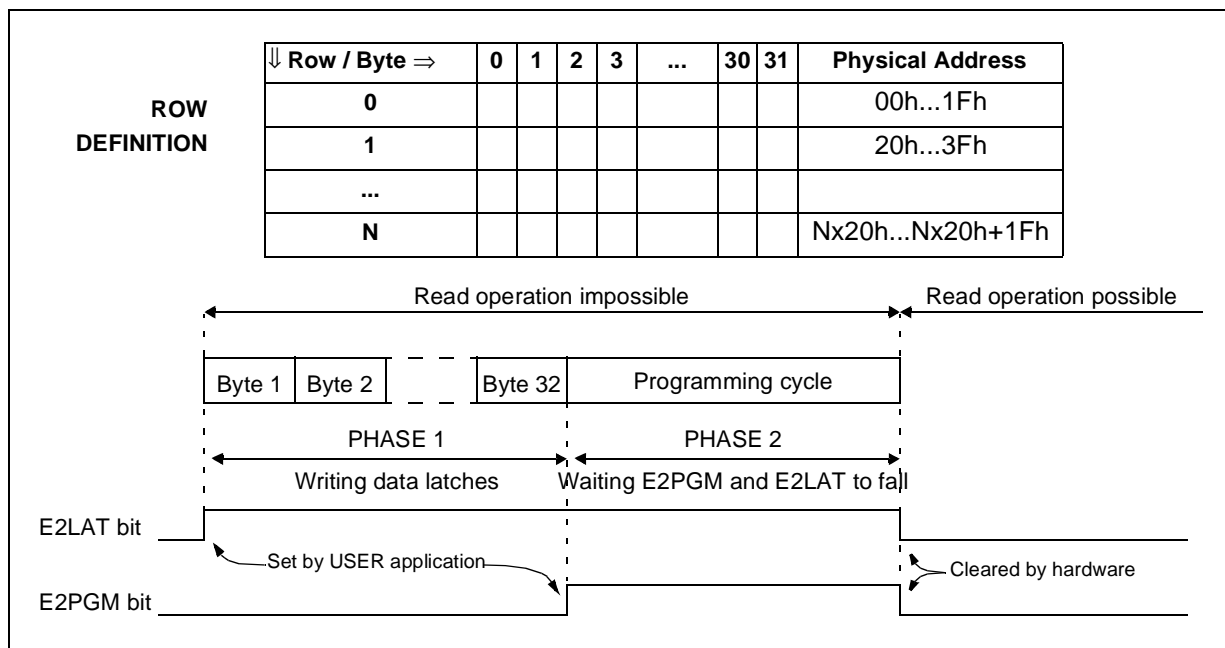 ⇓ Row / Byte ⇒ 0 1 2 3 ... 30 31 Physical Address
ROW
DEFINITION
0 00h...1Fh
1 20h...3Fh
...
N Nx20h...Nx20h+1Fh
Read operation impossible
Read operation possible
Byte 1 Byte 2 Byte 32 Programming cycle
PHASE 1
PHASE 2
Writing data latches
Waiting E2PGM and E2LAT to fall
E2LAT bit
Set by USER application
Cleared by hardware
E2PGM bit